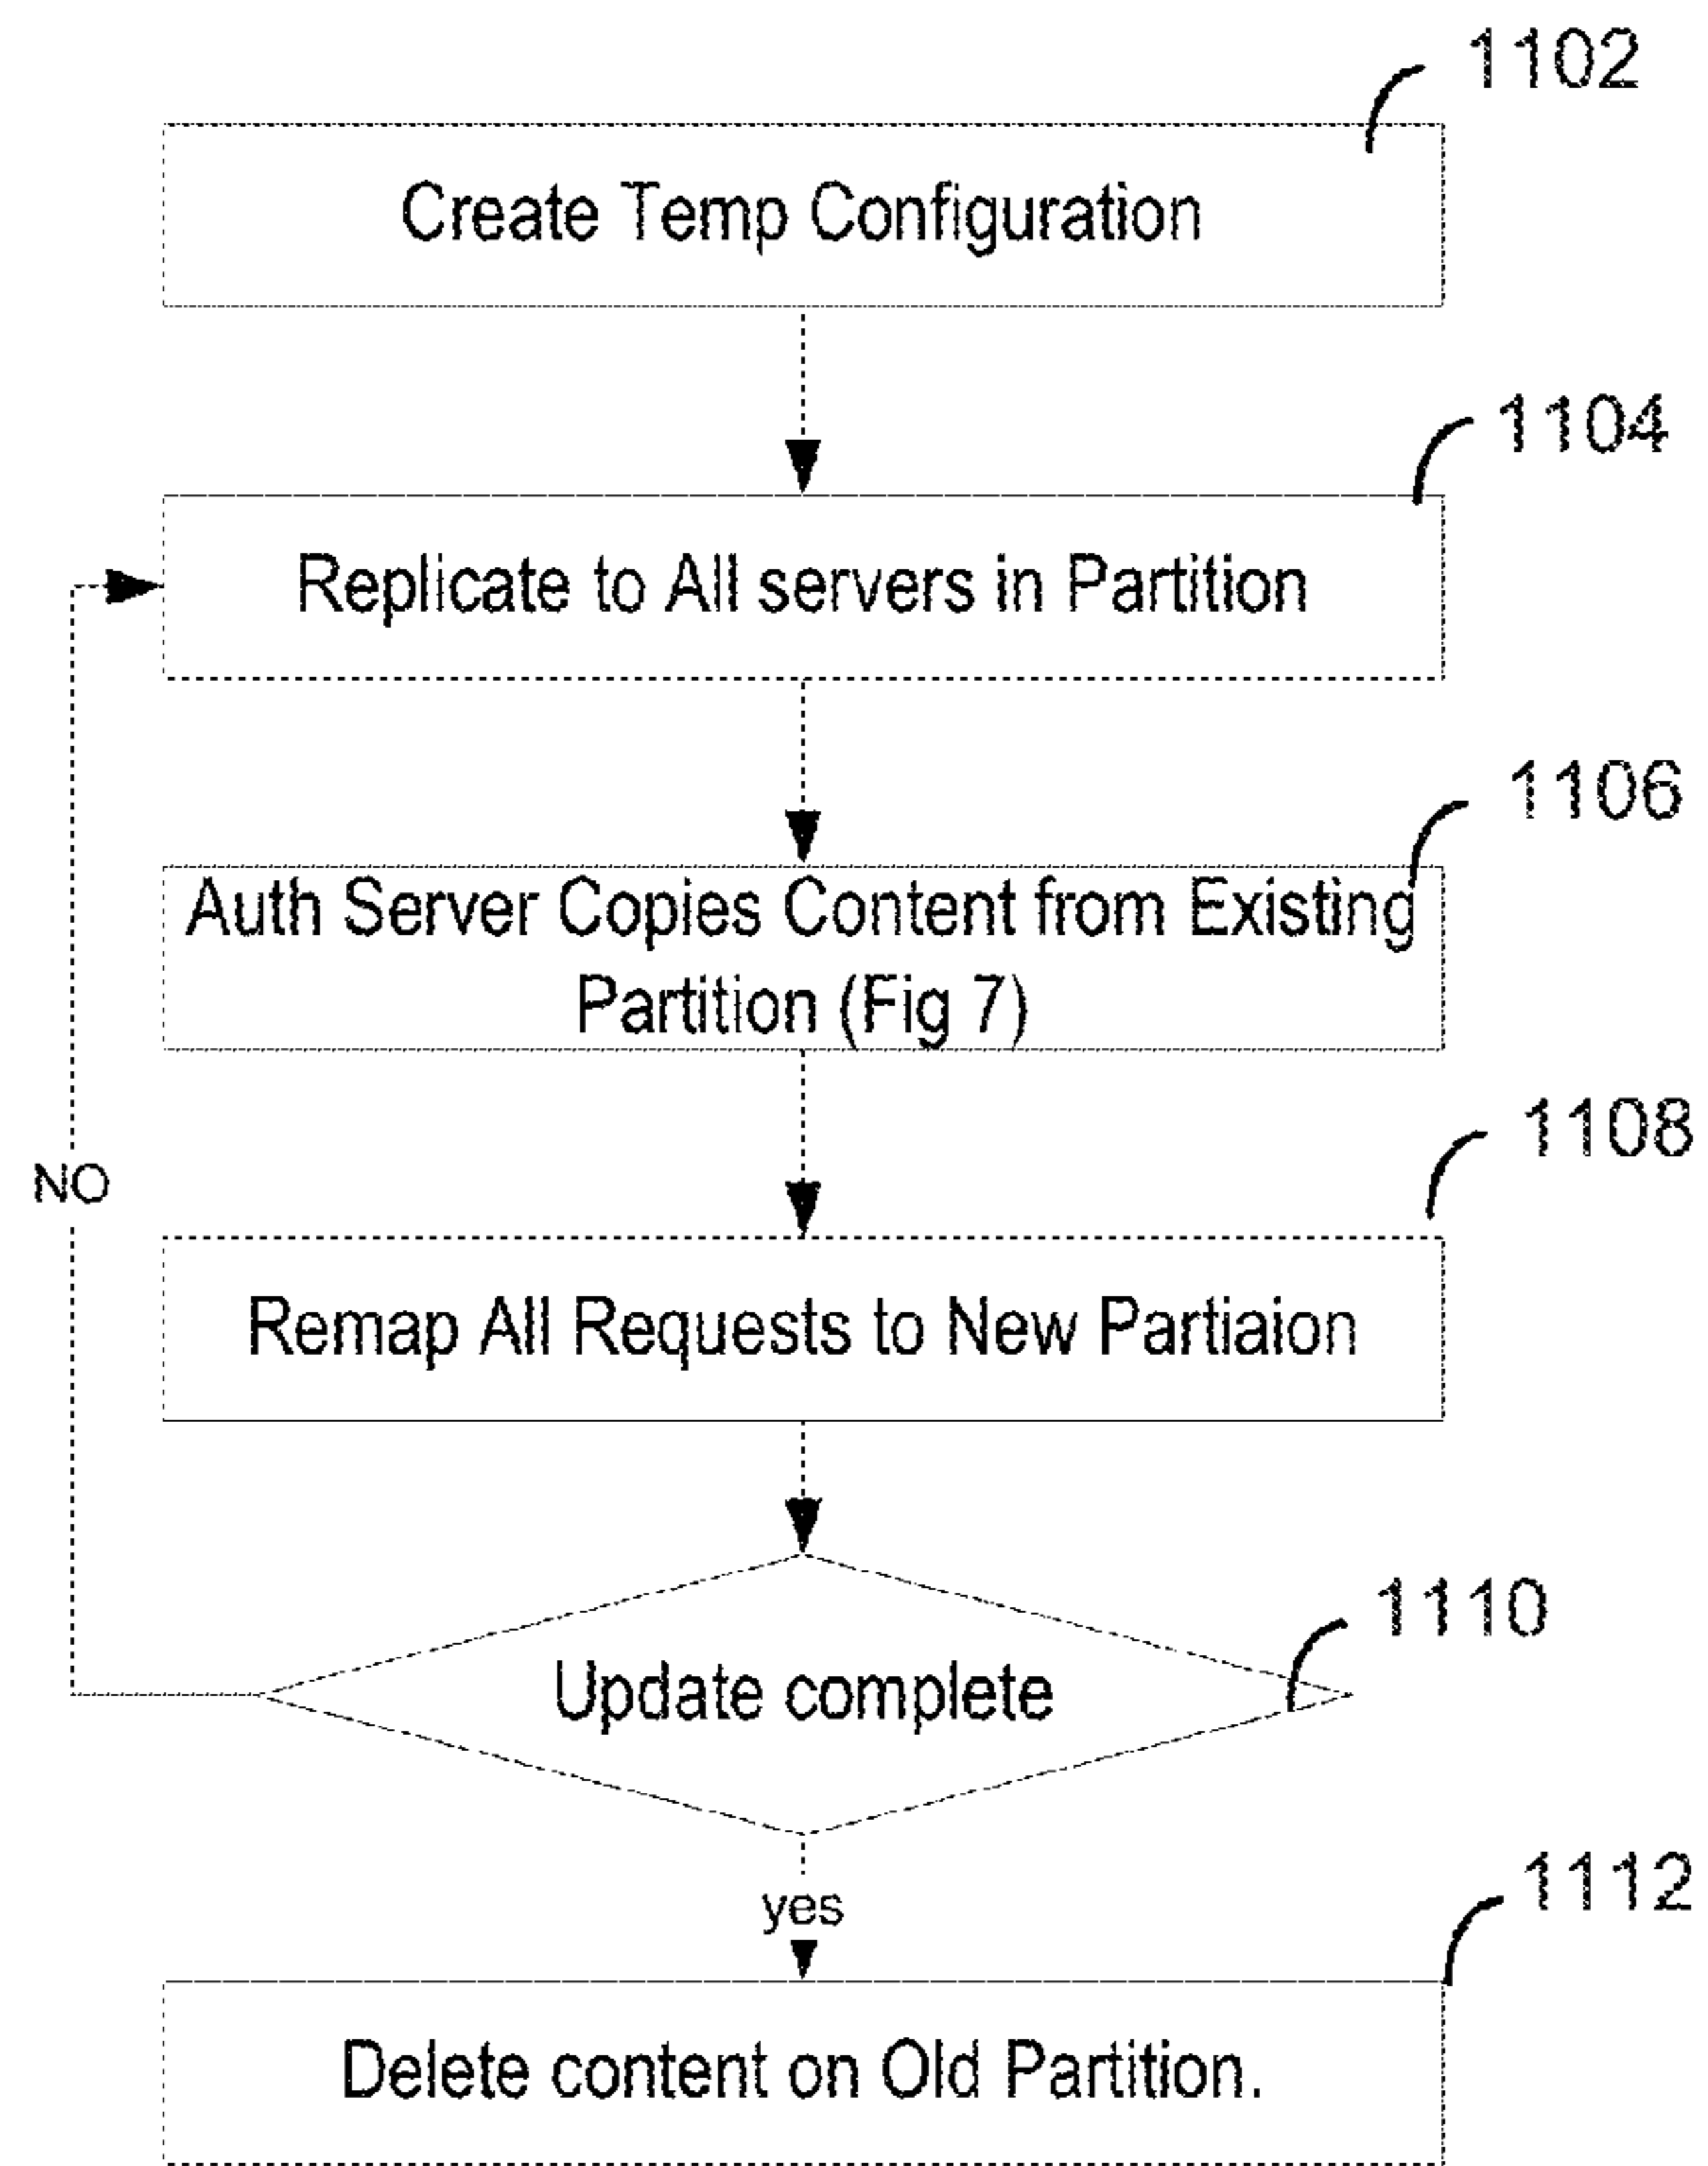 1102
Create Temp Configuration
1104
Replicate to All servers in Partition
1106
Auth Server Copies Content from Existing
Partition (Fig 7)
1108
NO
Remap All Requests to New Partiaion
1110
Update complete
yes
1112
Delete content on Old Partition.